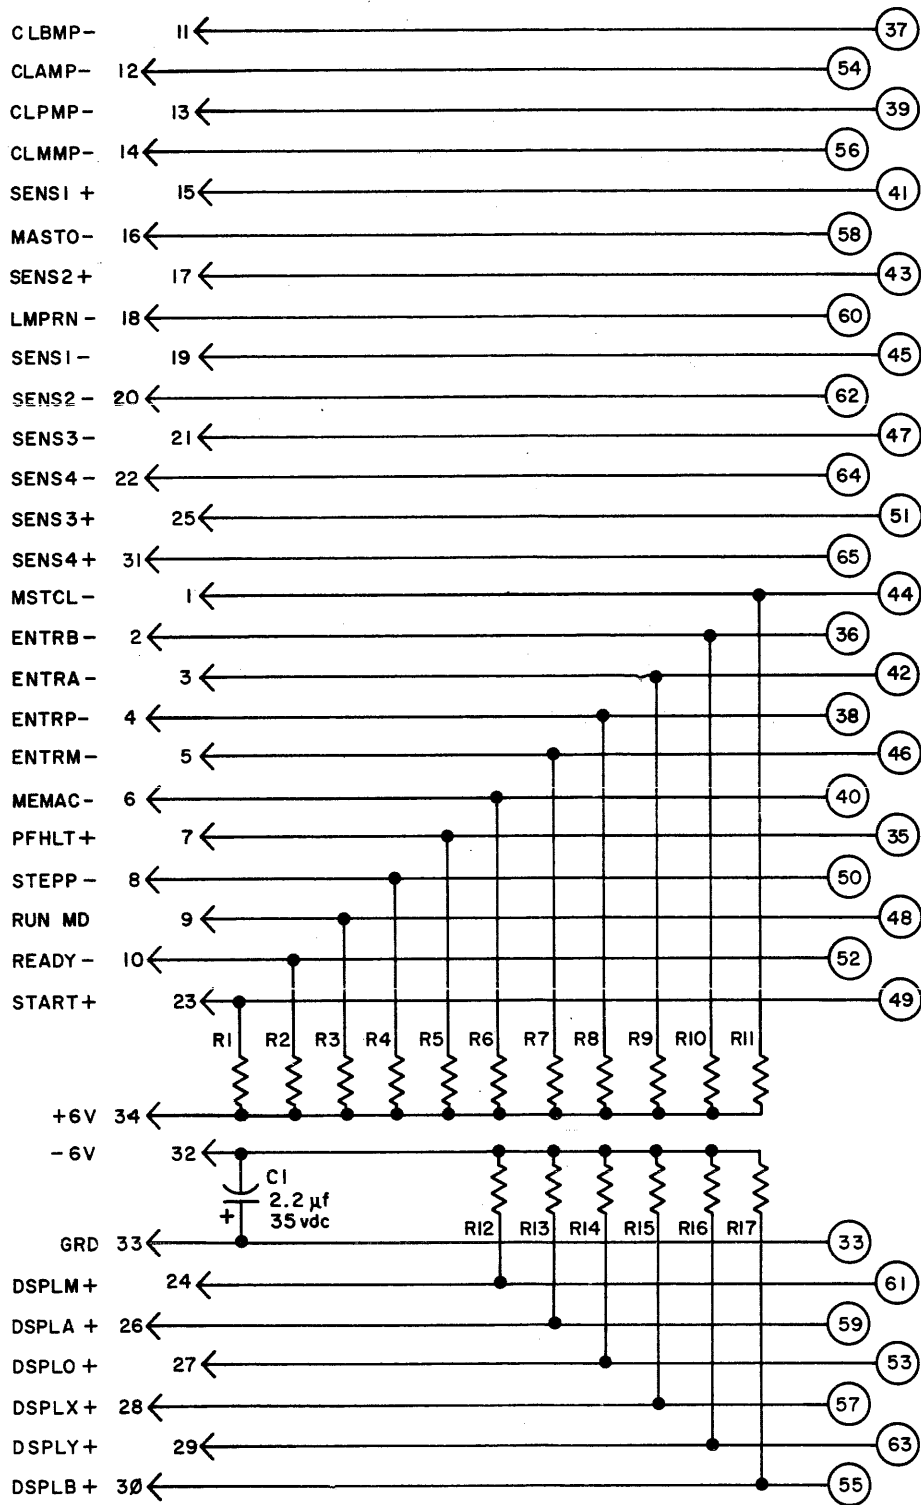 CLBMP- 11 37
CLAMP- 12 54
CLPMP- 13 39
CLMMP- 14 56
SENS1+ 15 41
MASTO- 16 58
SENS2+ 17 43
LMPRN- 18 60
SENS1- 19 45
SENS2- 20 62
SENS3- 21 47
SENS4- 22 64
SENS3+ 25 51
SENS4+ 31 65
MSTCL- 1 44
ENTRB- 2 36
ENTRA- 3 42
ENTRP- 4 38
ENTRM- 5 46
MEMAC- 6 40
PFHLT+ 7 35
STEPP- 8 50
RUN MD 9 48
READY- 10 52
START+ 23 49
R1 R2 R3 R4 R5 R6 R7 R8 R9 R10 R11
+6V 34
-6V 32
C1
2.2 µf
+ 35 vdc
R12 R13 R14 R15 R16 R17
GRD 33 33
DSPLM+ 24 61
DSPLA+ 26 59
DSPLO+ 27 53
DSPLX+ 28 57
DSPLY+ 29 63
DSPLB+ 3Ø 55